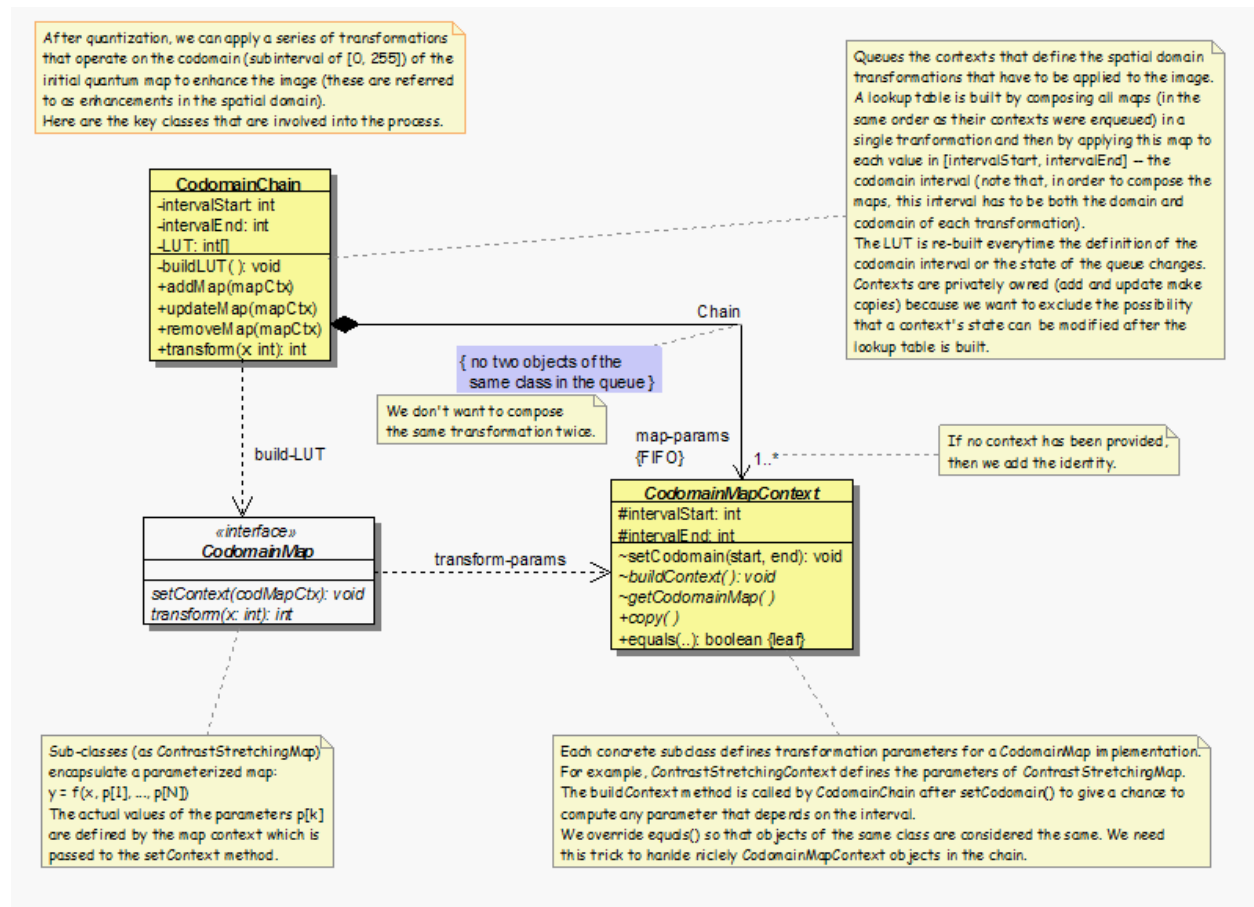 After quantization, we can apply a series of transformations
that operate on the codomain (subinterval of [0, 255]) of the
initial quantum map to enhance the image (these are referred
to as enhancements in the spatial domain).
Here are the key classes that are involved into the process.
Queues the contexts that define the spatial domain
transformations that have to be applied to the image.
A lookup table is built by composing all maps (in the
same order as their contexts were enqueued) in a
single tranformation and then by applying this map to
each value in [intervalStart, intervalEnd] -- the
codomain interval (note that, in order to compose the
maps, this interval has to be both the domain and
codomain of each transformation).
The LUT is re-built everytime the definition of the
codomain interval or the state of the queue changes.
Contexts are privately owned (add and update make
copies) because we want to exclude the possibility
that a context's state can be modified after the
lookup table is built.
CodomainChain
-intervalStart: int
-intervalEnd: int
-LUT: int[]
-buildLUT( ): void
+addMap(mapCtx)
+updateMap(mapCtx)
+removeMap(mapCtx)
+transform(x: int): int
Chain
{ no two objects of the
same class in the queue }
We don't want to compose
the same transformation twice.
build-LUT
map-params
{FIFO}
1..*
If no context has been provided,
then we add the identity.
«interface»
CodomainMap
setContext(codMapCtx): void
transform(x: int): int
transform-params
CodomainMapContext
#intervalStart: int
#intervalEnd: int
~setCodomain(start, end): void
~buildContext( ): void
~getCodomainMap( )
+copy( )
+equals(..): boolean {leaf}
Sub-classes (as ContrastStretchingMap)
encapsulate a parameterized map:
y = f(x, p[1], ..., p[N])
The actual values of the parameters p[k]
are defined by the map context which is
passed to the setContext method.
Each concrete subclass defines transformation parameters for a CodomainMap implementation.
For example, ContrastStretchingContext defines the parameters of ContrastStretchingMap.
The buildContext method is called by CodomainChain after setCodomain() to give a chance to
compute any parameter that depends on the interval.
We override equals() so that objects of the same class are considered the same. We need
this trick to hanlde niclely CodomainMapContext objects in the chain.